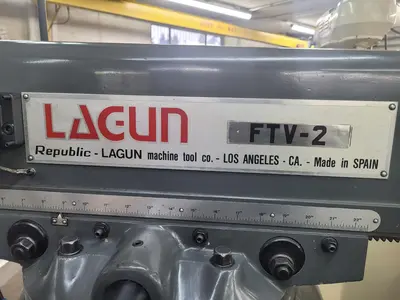 LAGUN FTV-2
Republic - LAGUN machine tool co. - LOS ANGELES - CA. - Made in SPAIN